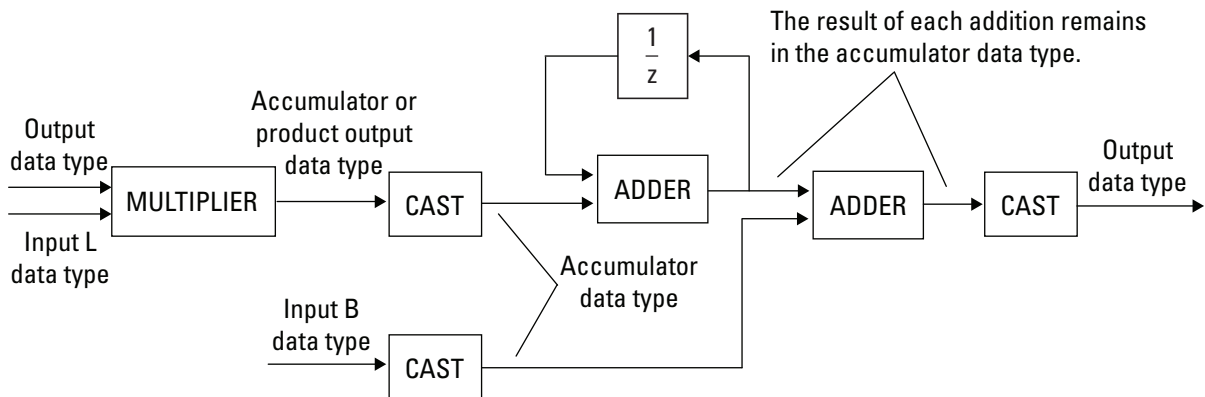 The result of each addition remains
in the accumulator data type.
1
z
Accumulator or
product output
data type
Output
data type
MULTIPLIER
CAST
ADDER
ADDER
CAST
Output
data type
Input L
data type
Accumulator
data type
Input B
data type
CAST